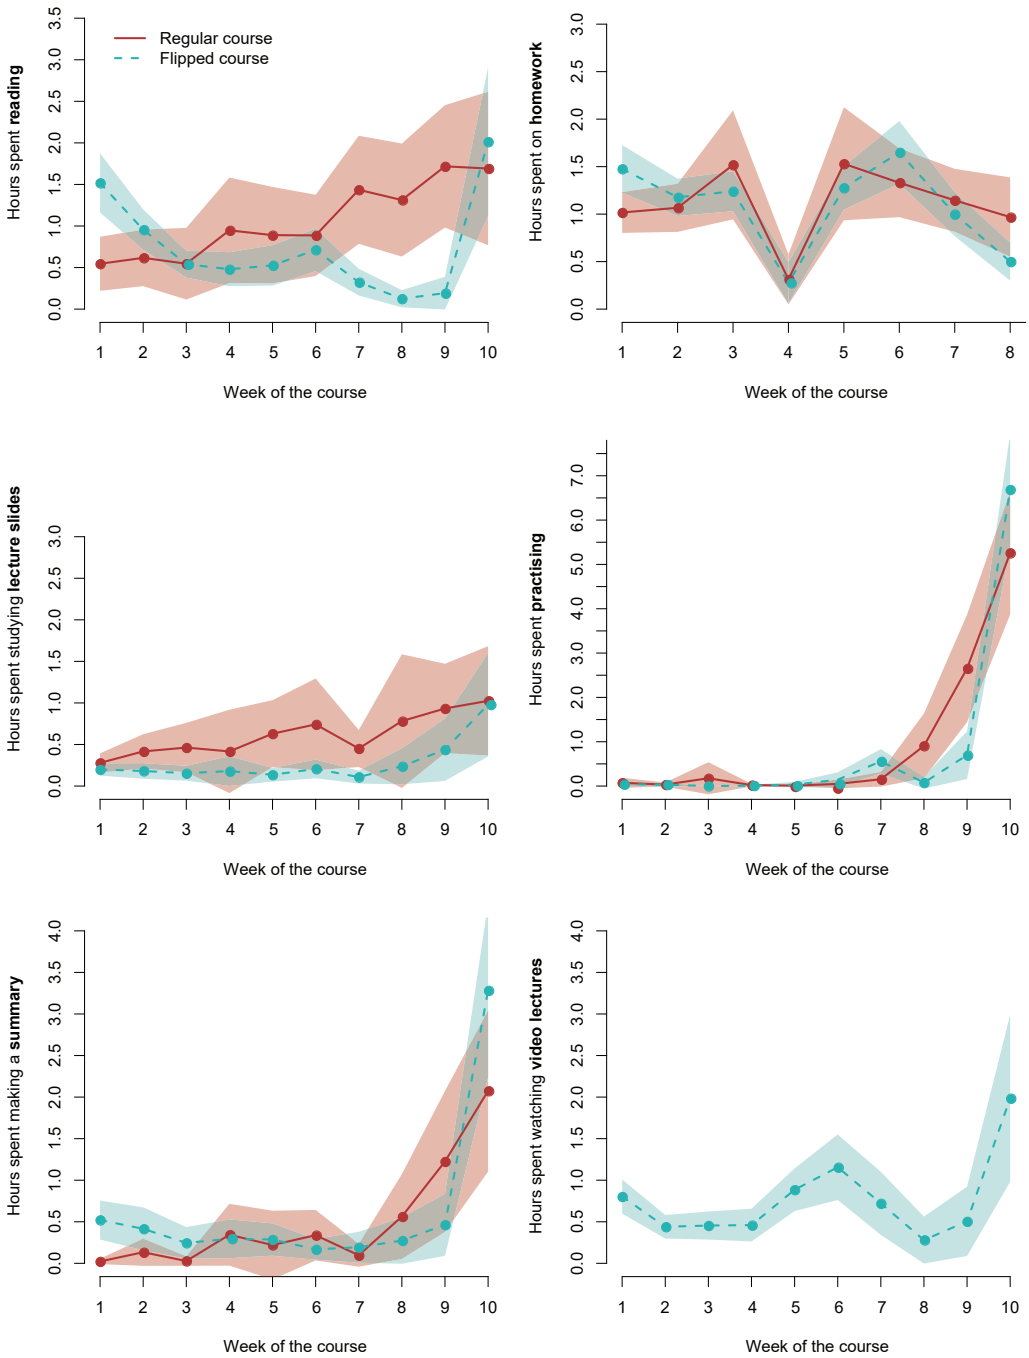 Hours spent reading
0.0 0.5 1.0 1.5 2.0 2.5 3.0 3.5
Regular course
Flipped course
1 2 3 4 5 6 7 8 9 10
Week of the course
Hours spent on homework
0.0 0.5 1.0 1.5 2.0 2.5 3.0
1 2 3 4 5 6 7 8
Week of the course
Hours spent studying lecture slides
0.0 0.5 1.0 1.5 2.0 2.5 3.0
1 2 3 4 5 6 7 8 9 10
Week of the course
Hours spent practising
0.0 1.0 2.0 3.0 4.0 5.0 6.0 7.0
1 2 3 4 5 6 7 8 9 10
Week of the course
Hours spent making a summary
0.0 0.5 1.0 1.5 2.0 2.5 3.0 3.5 4.0
1 2 3 4 5 6 7 8 9 10
Week of the course
Hours spent watching video lectures
0.0 0.5 1.0 1.5 2.0 2.5 3.0 3.5 4.0
1 2 3 4 5 6 7 8 9 10
Week of the course